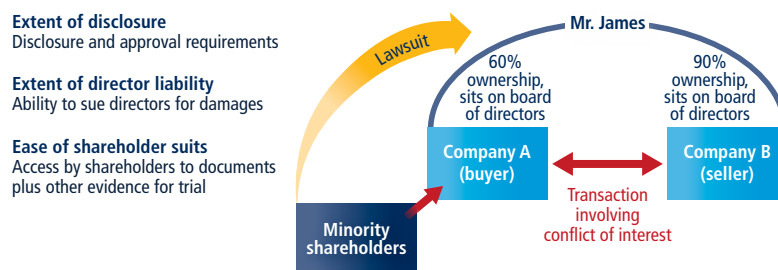 Extent of disclosure
Disclosure and approval requirements
Extent of director liability
Ability to sue directors for damages
Ease of shareholder suits
Access by shareholders to documents
plus other evidence for trial
Lawsuit
Mr. James
60%
ownership,
sits on board
of directors
90%
ownership,
sits on board
of directors
Company A
(buyer)
Company B
(seller)
Transaction
involving
conflict of interest
Minority
shareholders